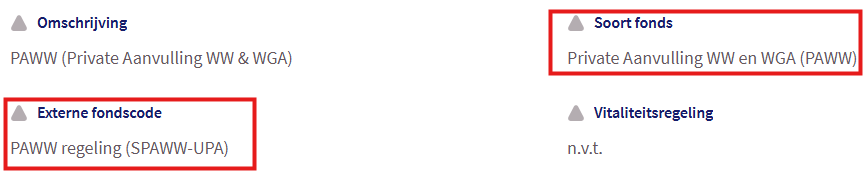 Omschrijving
PAWW (Private Aanvulling WW & WGA)
Soort fonds
Private Aanvulling WW en WGA (PAWW)
Externe fondscode
PAWW regeling (SPAWW-UPA)
Vitaliteitsregeling
n.v.t.